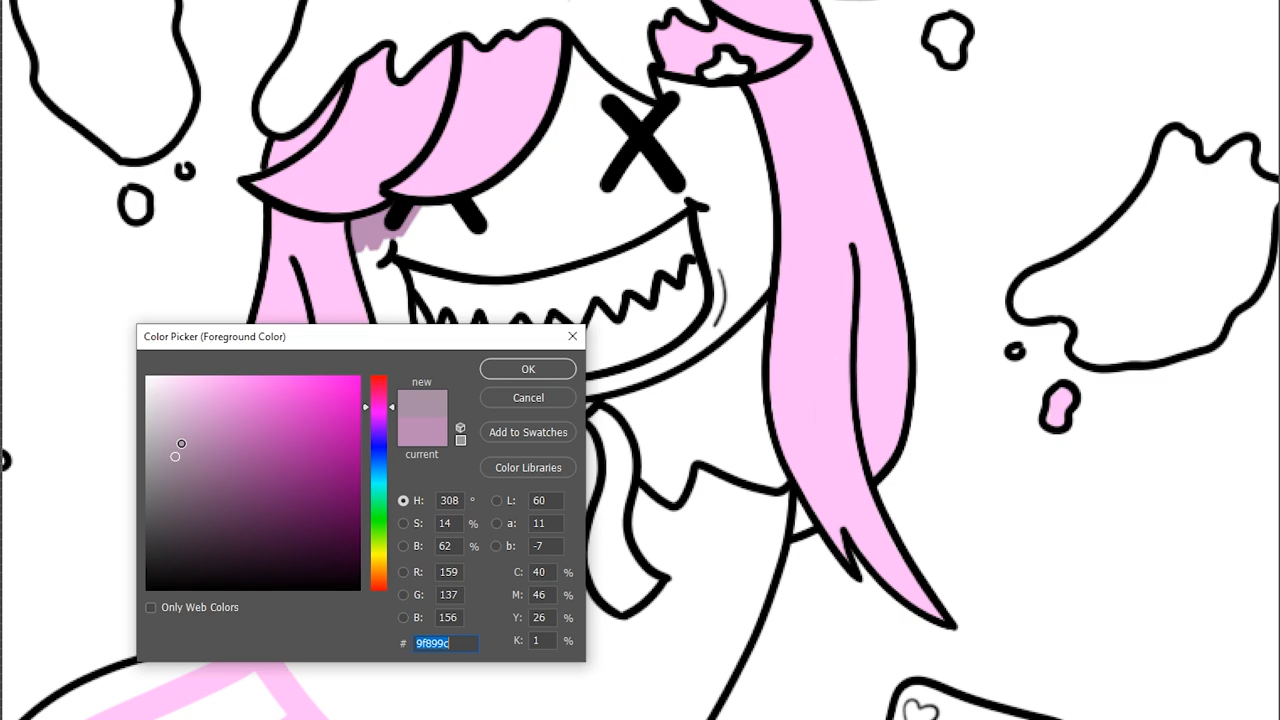 Color Picker (Foreground Color)
new
current
OK
Cancel
Add to Swatches
Color Libraries
H: 308 °
L: 60
S: 14 %
a: 11
B: 62 %
b: -7
R: 159
C: 40 %
G: 137
M: 46 %
B: 156
Y: 26 %
# 9f899c
K: 1 %
Only Web Colors